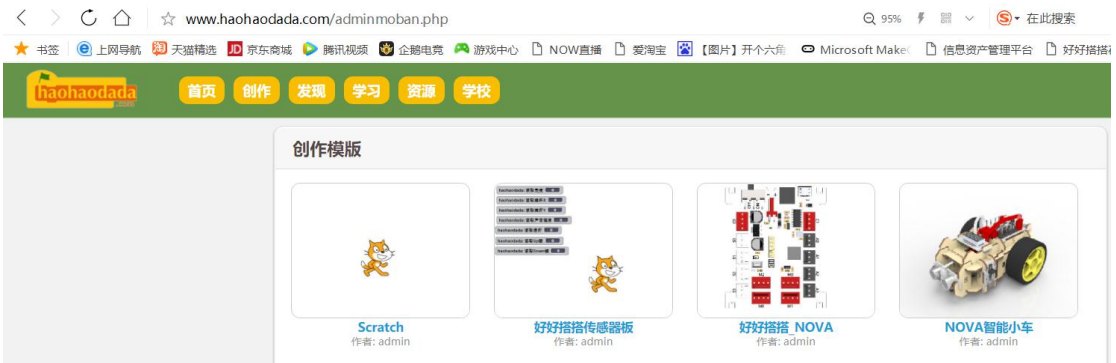 www.haohaodada.com/adminmoban.php 95% 在此搜索
书签 上网导航 天猫精选 JD 京东商城 腾讯视频 企鹅电竞 游戏中心 NOW直播 爱淘宝 【图片】开个六角 Microsoft Make 信息资产管理平台 好好搭搭
haohaodada .com 首页 创作 发现 学习 资源 学校
创作模版
Scratch 好好搭搭传感器板 好好搭搭_NOVA NOVA智能小车
作者: admin 作者: admin 作者: admin 作者: admin